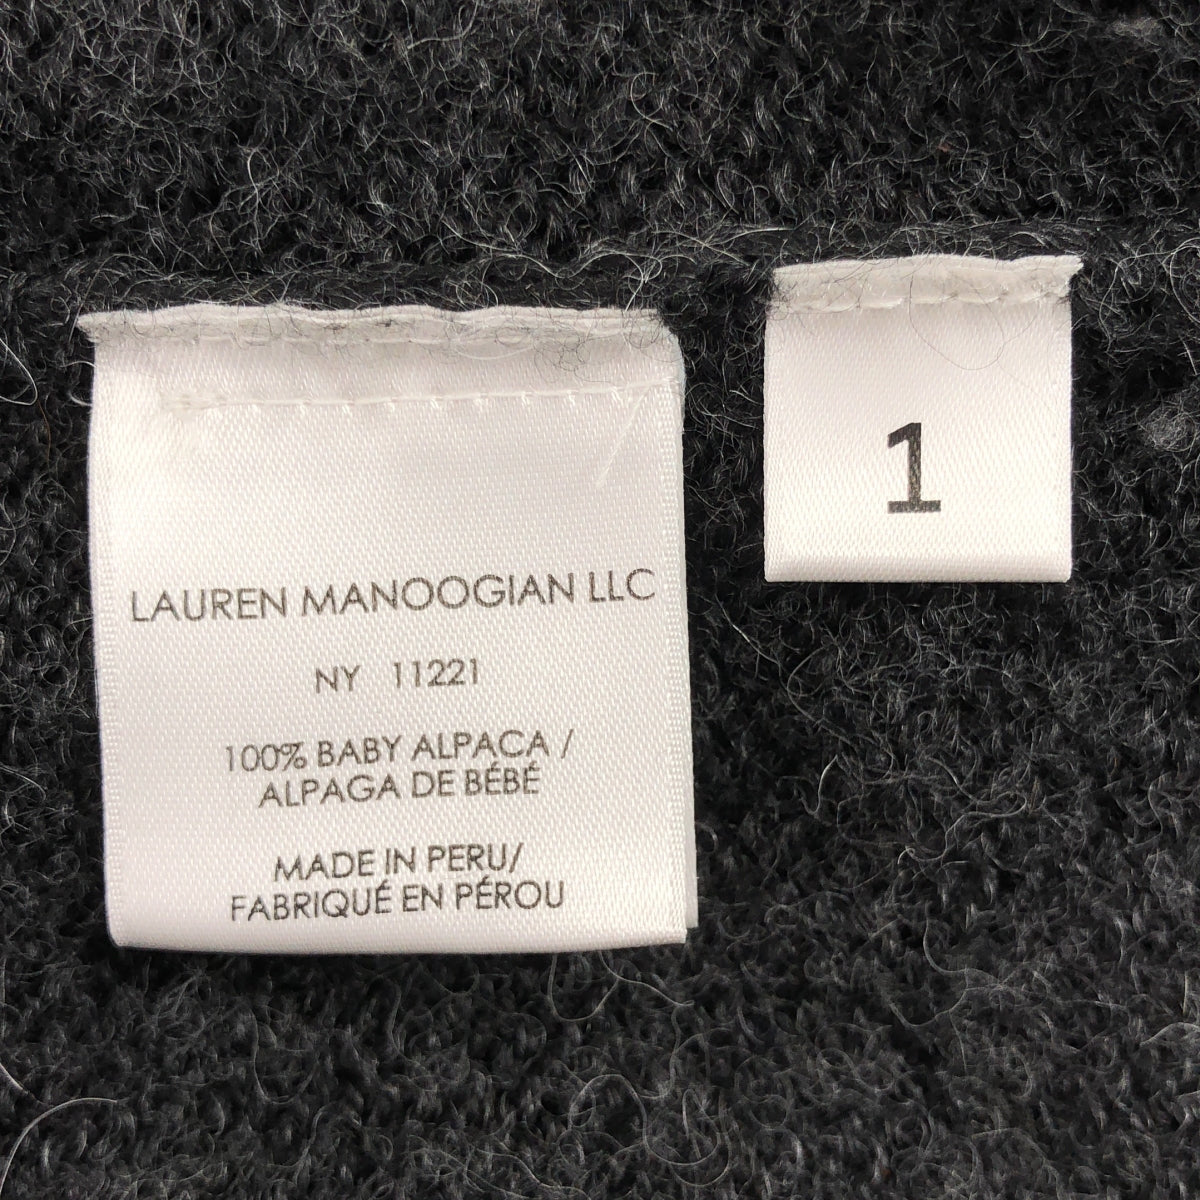 LAUREN MANOOGIAN LLC
NY 11221
100% BABY ALPACA /
ALPAGA DE BÉBÉ
MADE IN PERU/
FABRIQUÉ EN PÉROU
1